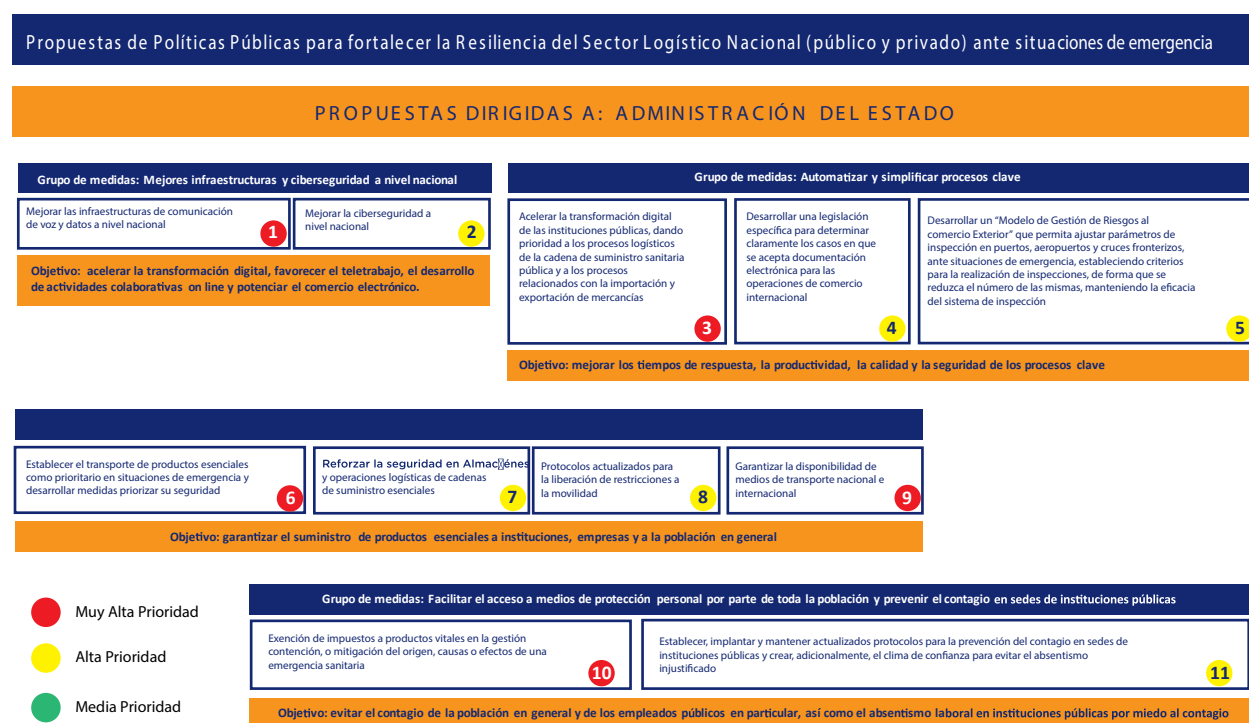 Propuestas de Políticas Públicas para fortalecer la Resiliencia del Sector Logístico Nacional (público y privado) ante situaciones de emergencia
PROPUESTAS DIRIGIDAS A: ADMINISTRACIÓN DEL ESTADO
Grupo de medidas: Mejores infraestructuras y ciberseguridad a nivel nacional
Mejorar las infraestructuras de comunicación
de voz y datos a nivel nacional
1
Mejorar la ciberseguridad a
nivel nacional
2
Objetivo: acelerar la transformación digital, favorecer el teletrabajo, el desarrollo
de actividades colaborativas on line y potenciar el comercio electrónico.
Grupo de medidas: Automatizar y simplificar procesos clave
Acelerar la transformación digital
de las instituciones públicas, dando
prioridad a los procesos logísticos
de la cadena de suministro sanitaria
pública y a los procesos
relacionados con la importación y
exportación de mercancías
3
Desarrollar una legislación
específica para determinar
claramente los casos en que
se acepta documentación
electrónica para las
operaciones de comercio
internacional
4
Desarrollar un “Modelo de Gestión de Riesgos al
comercio Exterior” que permita ajustar parámetros de
inspección en puertos, aeropuertos y cruces fronterizos,
ante situaciones de emergencia, estableciendo criterios
para la realización de inspecciones, de forma que se
reduzca el número de las mismas, manteniendo la eficacia
del sistema de inspección
5
Objetivo: mejorar los tiempos de respuesta, la productividad, la calidad y la seguridad de los procesos clave
Establecer el transporte de productos esenciales
como prioritario en situaciones de emergencia y
desarrollar medidas priorizar su seguridad
6
Reforzar la seguridad en Almacénes
y operaciones logísticas de cadenas
de suministro esenciales
7
Protocolos actualizados para
la liberación de restricciones a
la movilidad
8
Garantizar la disponibilidad de
medios de transporte nacional e
internacional
9
Objetivo: garantizar el suministro de productos esenciales a instituciones, empresas y a la población en general
Muy Alta Prioridad
Alta Prioridad
Media Prioridad
Grupo de medidas: Facilitar el acceso a medios de protección personal por parte de toda la población y prevenir el contagio en sedes de instituciones públicas
Exención de impuestos a productos vitales en la gestión
contención, o mitigación del origen, causas o efectos de una
emergencia sanitaria
10
Establecer, implantar y mantener actualizados protocolos para la prevención del contagio en sedes de
instituciones públicas y crear, adicionalmente, el clima de confianza para evitar el absentismo
injustificado
11
Objetivo: evitar el contagio de la población en general y de los empleados públicos en particular, así como el absentismo laboral en instituciones públicas por miedo al contagio